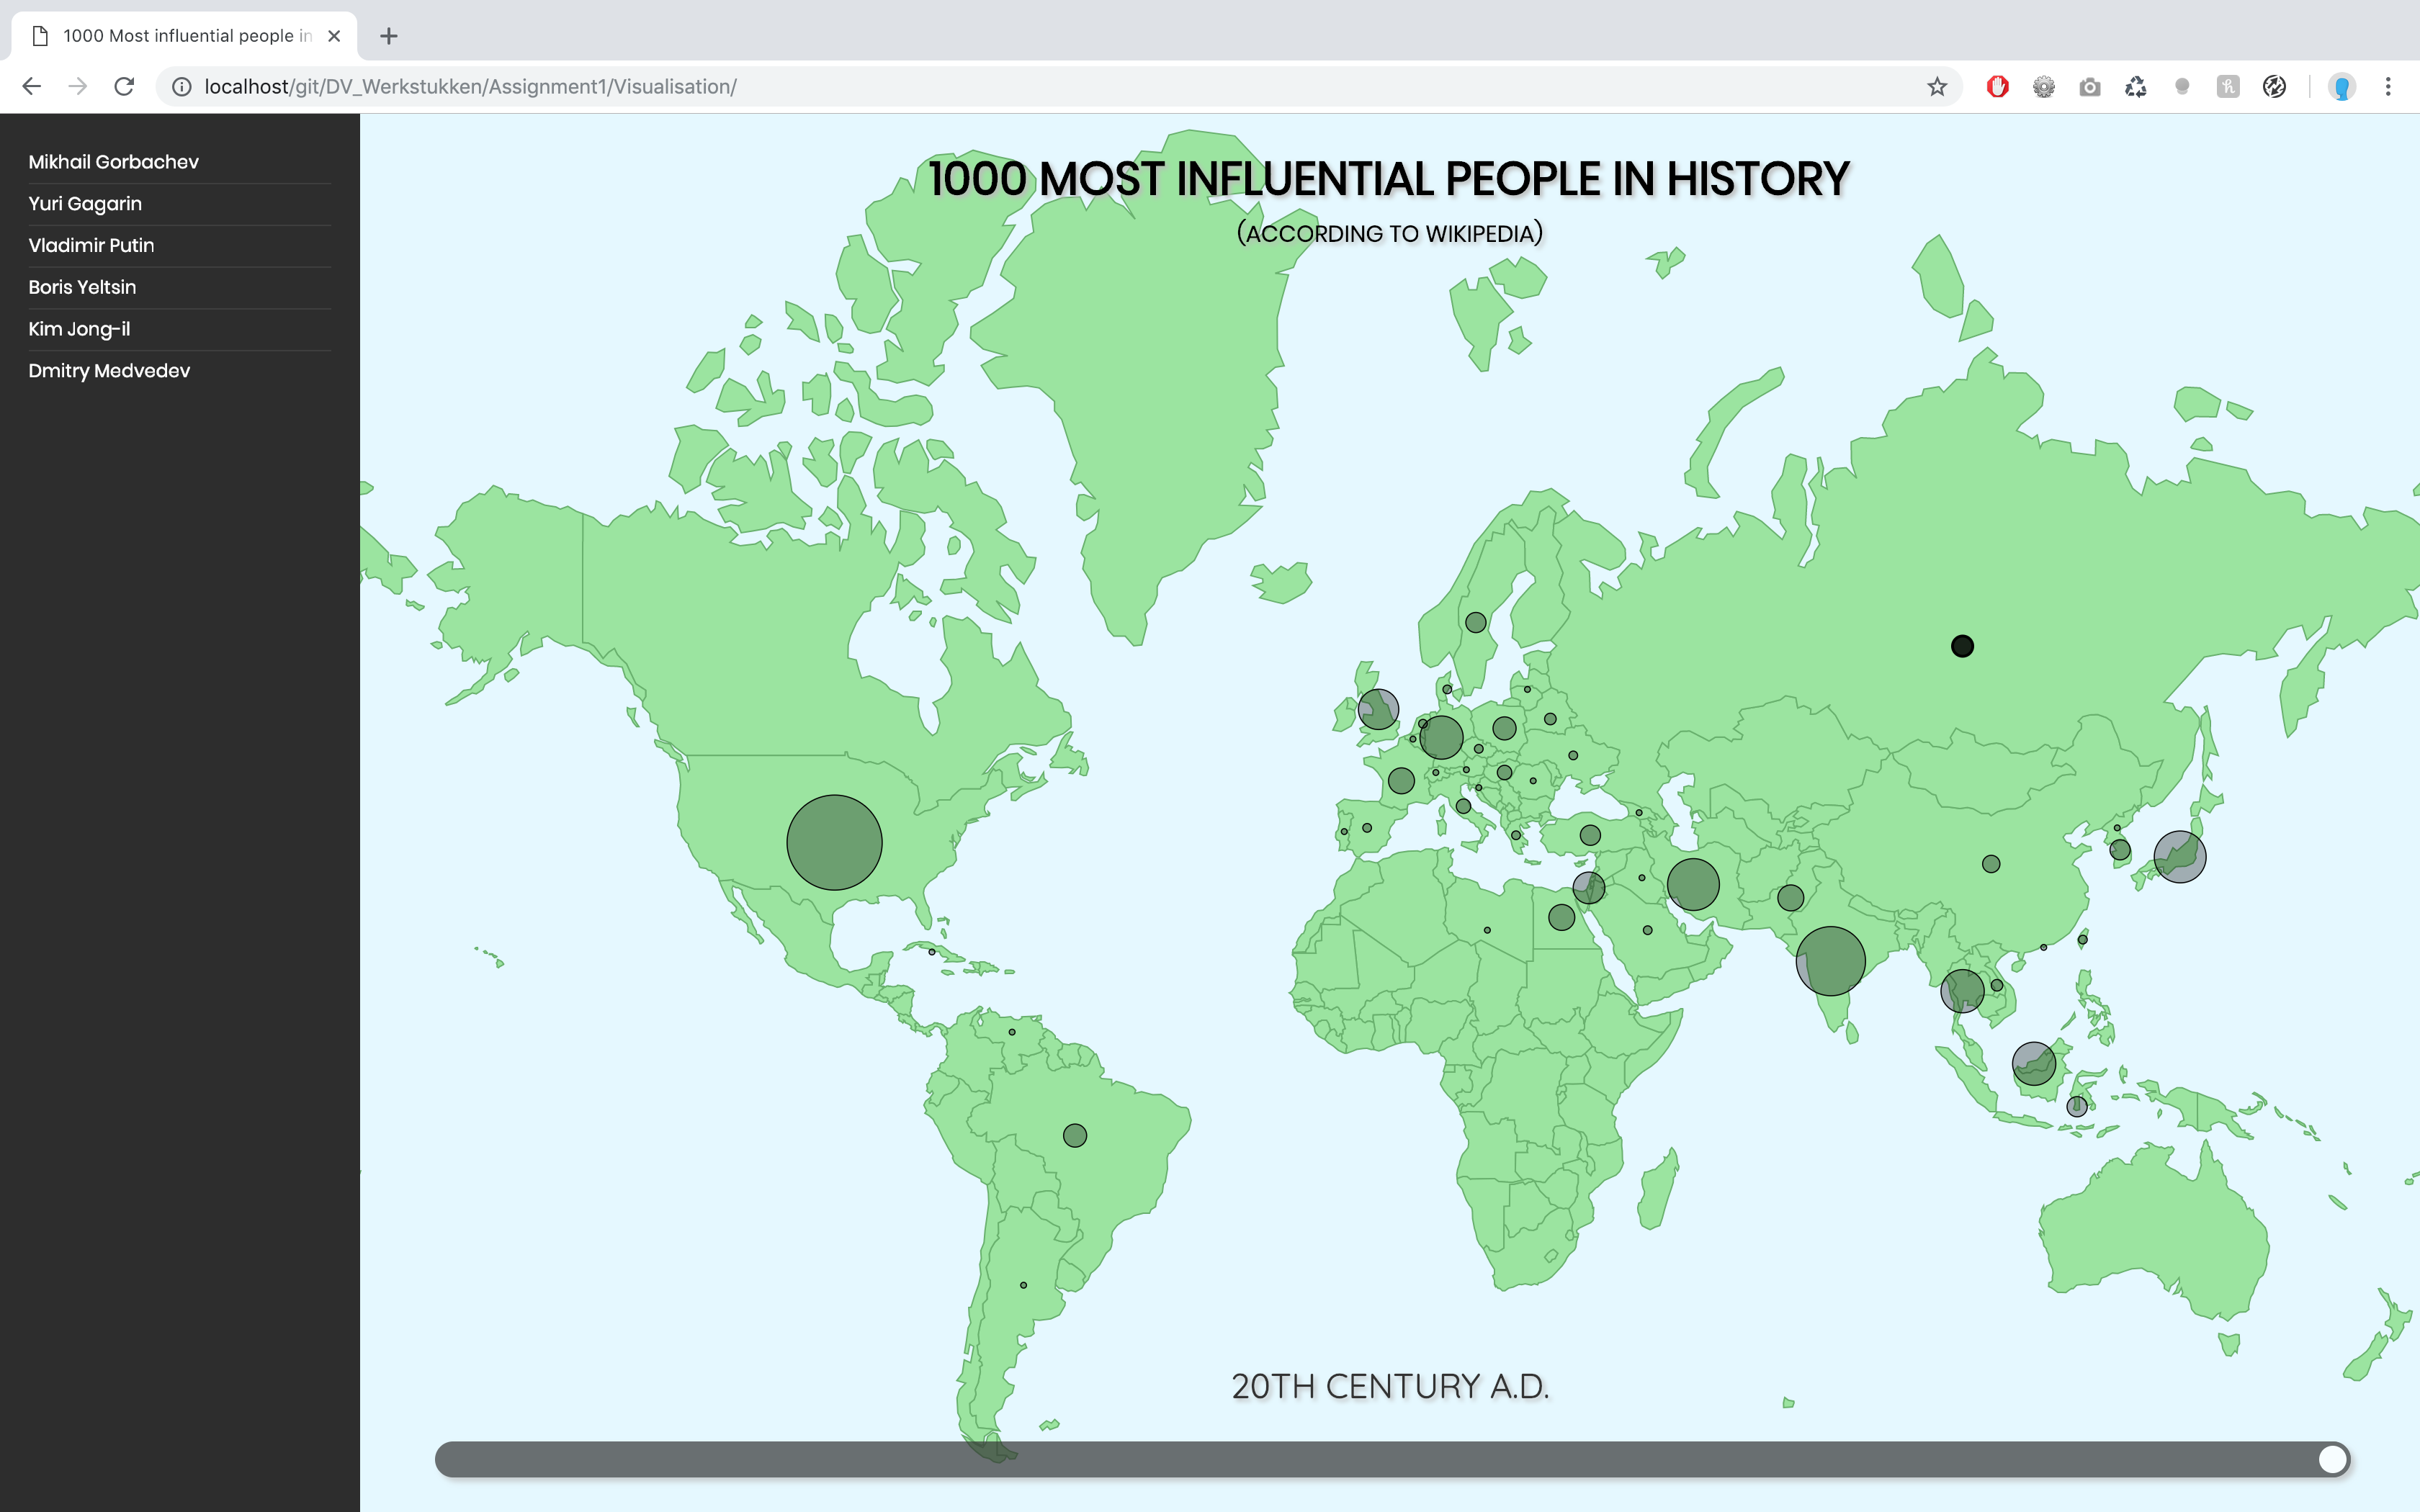 1000 Most influential people in
localhost/git/DV_Werkstukken/Assignment1/Visualisation/
Mikhail Gorbachev
Yuri Gagarin
Vladimir Putin
Boris Yeltsin
Kim Jong-il
Dmitry Medvedev
1000 MOST INFLUENTIAL PEOPLE IN HISTORY
(ACCORDING TO WIKIPEDIA)
20TH CENTURY A.D.